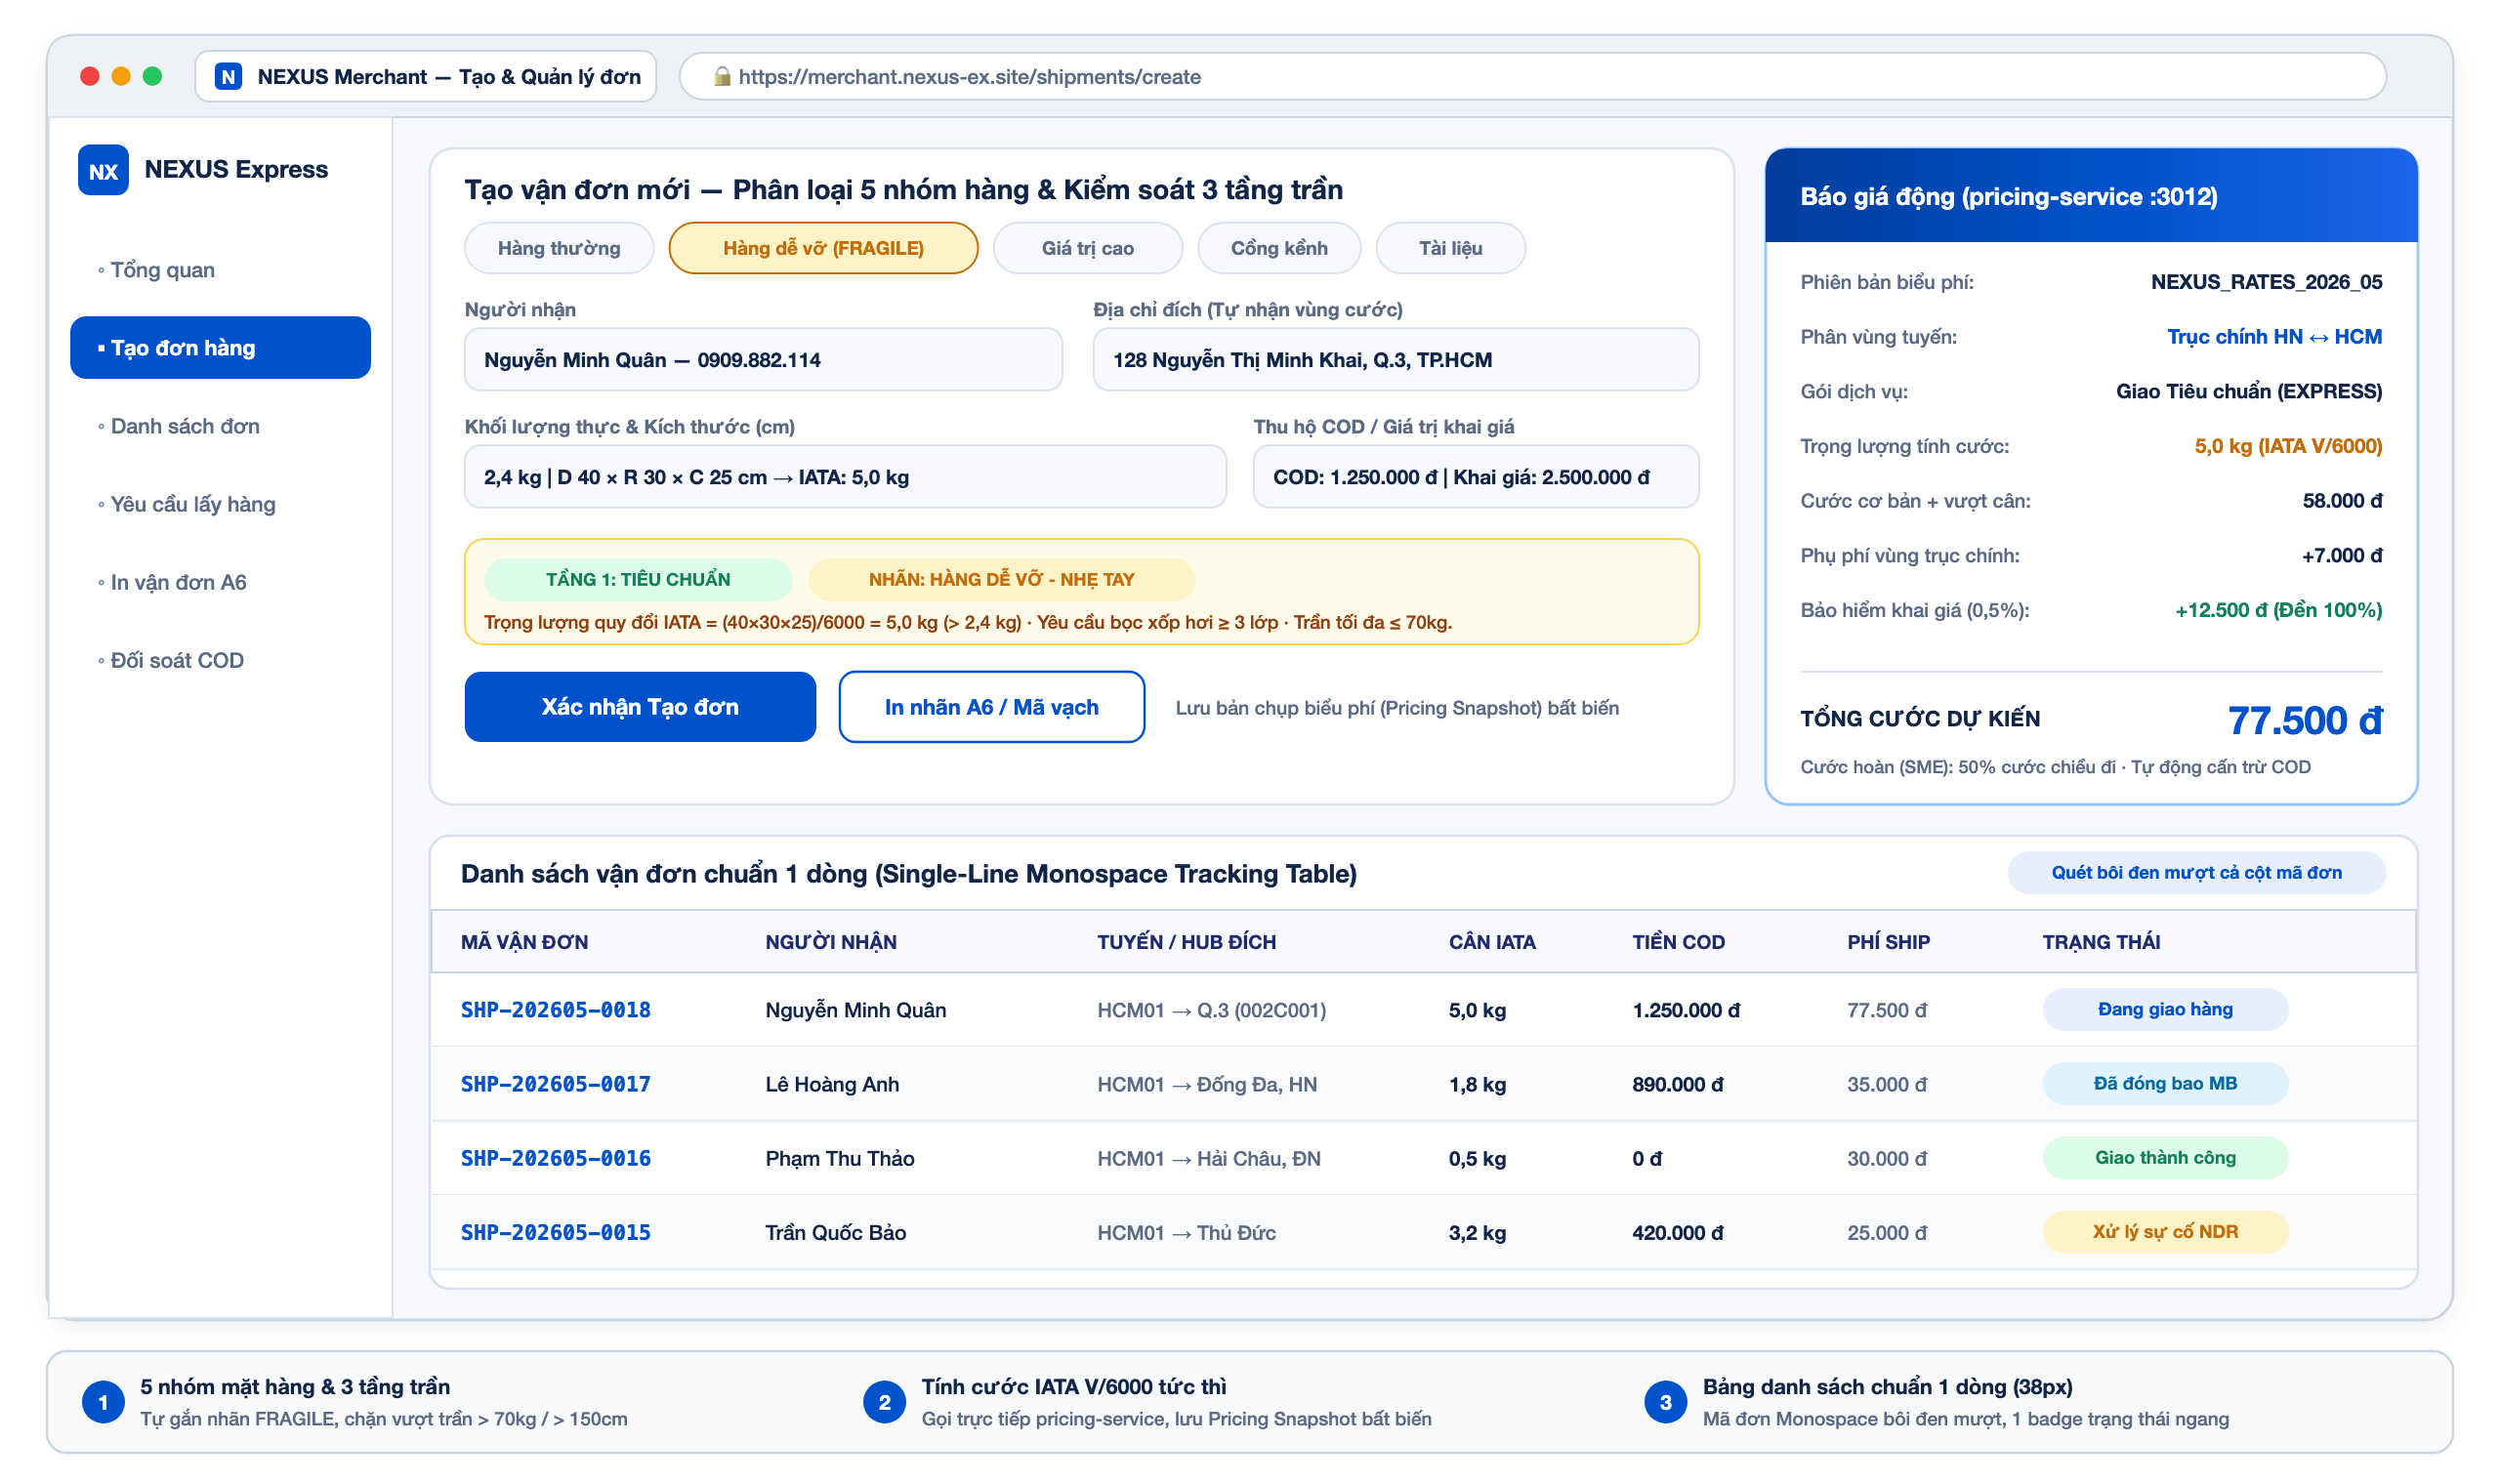 N NEXUS Merchant — Tạo & Quản lý đơn
https://merchant.nexus-ex.site/shipments/create
NX NEXUS Express
◦ Tổng quan
▪ Tạo đơn hàng
◦ Danh sách đơn
◦ Yêu cầu lấy hàng
◦ In vận đơn A6
◦ Đối soát COD
Tạo vận đơn mới — Phân loại 5 nhóm hàng & Kiểm soát 3 tầng trần
Hàng thường
Hàng dễ vỡ (FRAGILE)
Giá trị cao
Cồng kềnh
Tài liệu
Người nhận
Nguyễn Minh Quân — 0909.882.114
Địa chỉ đích (Tự nhận vùng cước)
128 Nguyễn Thị Minh Khai, Q.3, TP.HCM
Khối lượng thực & Kích thước (cm)
2,4 kg | D 40 × R 30 × C 25 cm → IATA: 5,0 kg
Thu hộ COD / Giá trị khai giá
COD: 1.250.000 đ | Khai giá: 2.500.000 đ
TẦNG 1: TIÊU CHUẨN
NHÃN: HÀNG DỄ VỠ - NHẸ TAY
Trọng lượng quy đổi IATA = (40×30×25)/6000 = 5,0 kg (> 2,4 kg) · Yêu cầu bọc xốp hơi ≥ 3 lớp · Trần tối đa ≤ 70kg.
Xác nhận Tạo đơn
In nhãn A6 / Mã vạch
Lưu bản chụp biểu phí (Pricing Snapshot) bất biến
Báo giá động (pricing-service :3012)
Phiên bản biểu phí: NEXUS_RATES_2026_05
Phân vùng tuyến: Trục chính HN ↔ HCM
Gói dịch vụ: Giao Tiêu chuẩn (EXPRESS)
Trọng lượng tính cước: 5,0 kg (IATA V/6000)
Cước cơ bản + vượt cân: 58.000 đ
Phụ phí vùng trục chính: +7.000 đ
Bảo hiểm khai giá (0,5%): +12.500 đ (Đền 100%)
TỔNG CƯỚC DỰ KIẾN 77.500 đ
Cước hoàn (SME): 50% cước chiều đi · Tự động cấn trừ COD
Danh sách vận đơn chuẩn 1 dòng (Single-Line Monospace Tracking Table)
Quét bôi đen mượt cả cột mã đơn
MÃ VẬN ĐƠN NGƯỜI NHẬN TUYẾN / HUB ĐÍCH CÂN IATA TIỀN COD PHÍ SHIP TRẠNG THÁI
SHP-202605-0018 Nguyễn Minh Quân HCM01 → Q.3 (002C001) 5,0 kg 1.250.000 đ 77.500 đ Đang giao hàng
SHP-202605-0017 Lê Hoàng Anh HCM01 → Đống Đa, HN 1,8 kg 890.000 đ 35.000 đ Đã đóng bao MB
SHP-202605-0016 Phạm Thu Thảo HCM01 → Hải Châu, ĐN 0,5 kg 0 đ 30.000 đ Giao thành công
SHP-202605-0015 Trần Quốc Bảo HCM01 → Thủ Đức 3,2 kg 420.000 đ 25.000 đ Xử lý sự cố NDR
1 5 nhóm mặt hàng & 3 tầng trần
Tự gắn nhãn FRAGILE, chặn vượt trần > 70kg / > 150cm
2 Tính cước IATA V/6000 tức thì
Gọi trực tiếp pricing-service, lưu Pricing Snapshot bất biến
3 Bảng danh sách chuẩn 1 dòng (38px)
Mã đơn Monospace bôi đen mượt, 1 badge trạng thái ngang